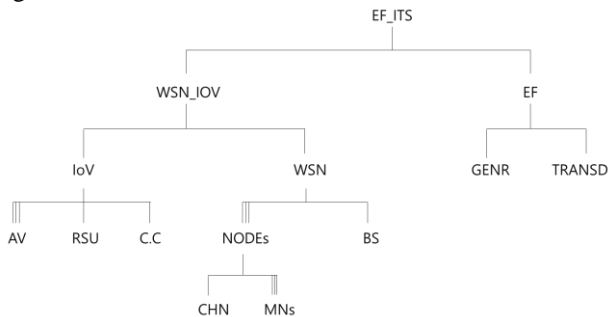 EF_ITS
WSN_IOV EF
IoV WSN GENR TRANSD
AV RSU C.C NODEs BS
CHN MNs